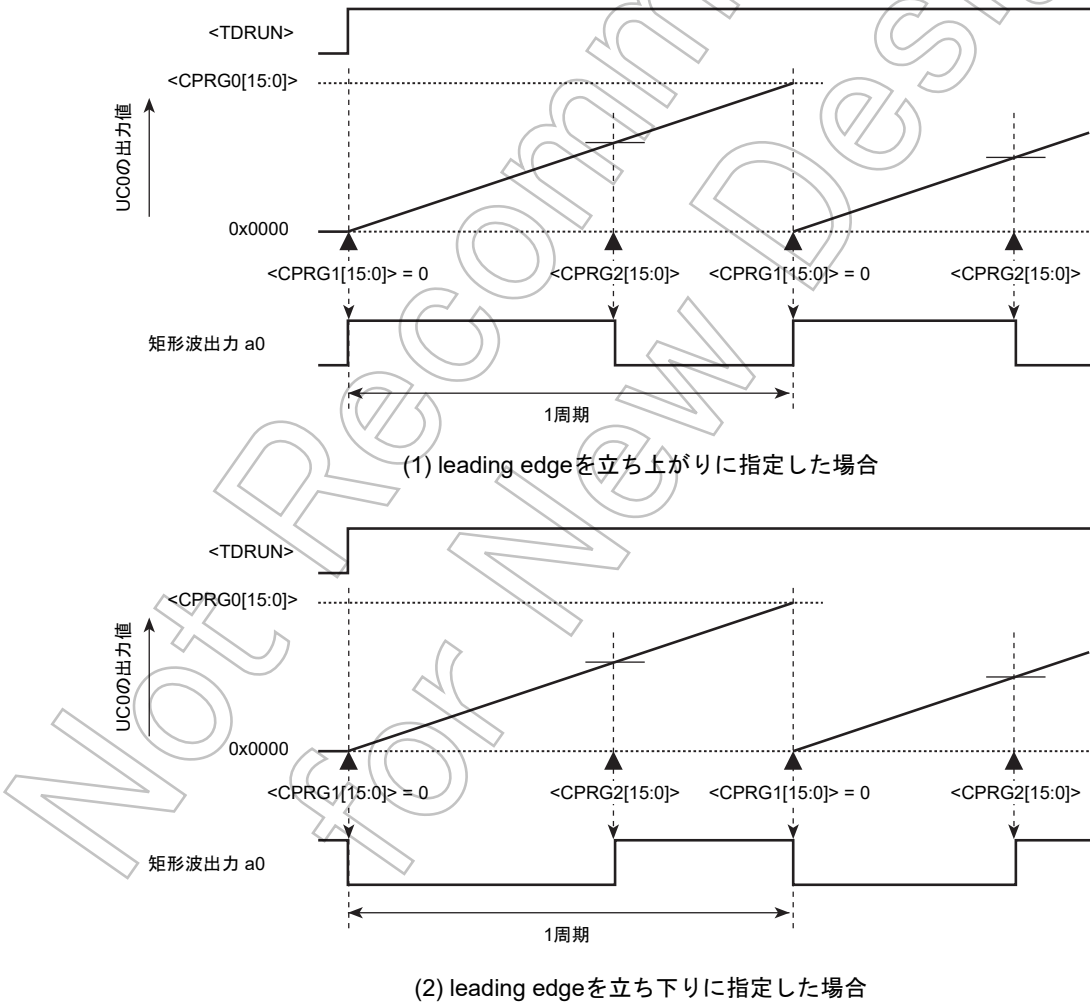 <TDRUN>
<CPRG0[15:0]>
UC0の出力値
0x0000
<CPRG1[15:0]> = 0
<CPRG2[15:0]>
<CPRG1[15:0]> = 0
<CPRG2[15:0]>
矩形波出力 a0
1周期
(1) leading edgeを立ち上がりに指定した場合
<TDRUN>
<CPRG0[15:0]>
UC0の出力値
0x0000
<CPRG1[15:0]> = 0
<CPRG2[15:0]>
<CPRG1[15:0]> = 0
<CPRG2[15:0]>
矩形波出力 a0
1周期
(2) leading edgeを立ち下りに指定した場合
Not Recomm
for New Desi